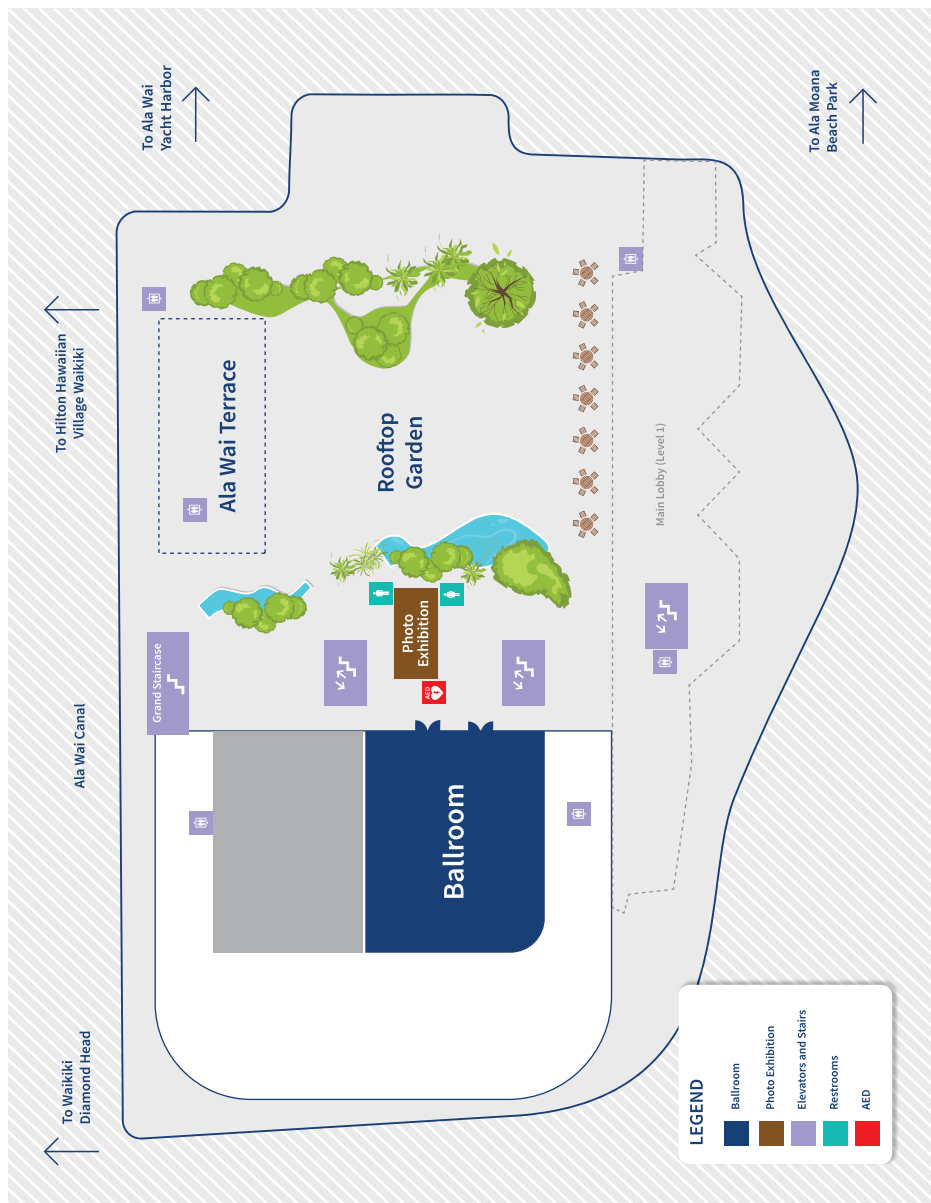 To Ala Wai
Yacht Harbor
To Ala Moana
Beach Park
To Hilton Hawaiian
Village Waikiki
Ala Wai Terrace
Rooftop
Garden
Main Lobby (Level 1)
Photo
Exhibition
Grand Staircase
AED
Ala Wai Canal
Ballroom
To Waikiki
Diamond Head
LEGEND
Ballroom
Photo Exhibition
Elevators and Stairs
Restrooms
AED